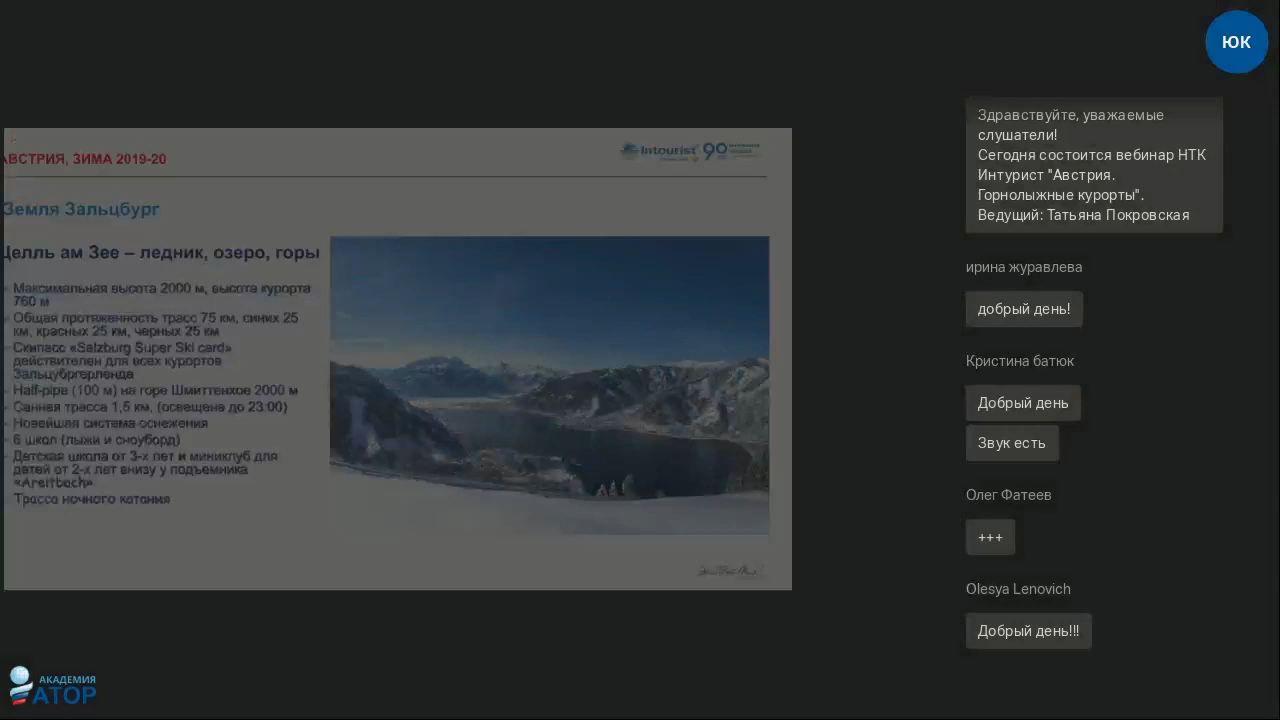 ЮК
АВСТРИЯ, ЗИМА 2019-20
Intourist 90
Земля Зальцбург
Целль ам Зее – ледник, озеро, горы
Максимальная высота 2000 м, высота курорта
760 м
Общая протяженность трасс 75 км, синих 25
км, красных 25 км, черных 25 км
Скипасс «Salzburg Super Ski card»
действителен для всех курортов
Зальцубргерленда
Half-pipe (100 м) на горе Шмиттенхое 2000 м
Санная трасса 1,5 км, (освещена до 23:00)
Новейшая система оснежения
6 школ (лыжи и сноуборд)
Детская школа от 3-х лет и миниклуб для
детей от 2-х лет внизу у подъемника
«Areitbach»
Трасса ночного катания
АКАДЕМИЯ
АТОР
Здравствуйте, уважаемые
слушатели!
Сегодня состоится вебинар НТК
Интурист "Австрия.
Горнолыжные курорты".
Ведущий: Татьяна Покровская
ирина журавлева
добрый день!
Кристина батюк
Добрый день
Звук есть
Олег Фатеев
+++
Olesya Lenovich
Добрый день!!!